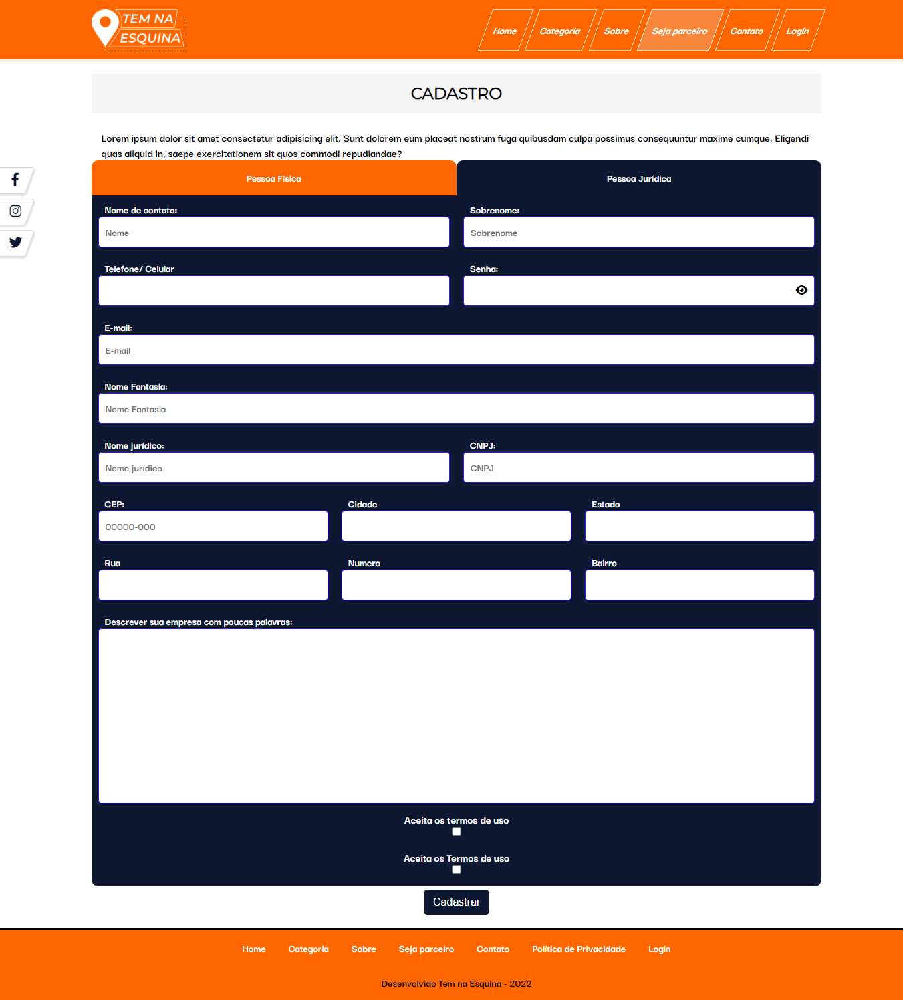 TEM NA
ESQUINA
Home Categoria Sobre Seja parceiro Contato Login
CADASTRO
Lorem ipsum dolor sit amet consectetur adipisicing elit. Sunt dolorem eum placeat nostrum fuga quibusdam culpa possimus consequuntur maxime cumque. Eligendi
quas aliquid in, saepe exercitationem sit quos commodi repudiandae?
Pessoa Física Pessoa Jurídica
Nome de contato: Sobrenome:
Nome Sobrenome
Telefone/ Celular Senha:
E-mail:
E-mail
Nome Fantasia:
Nome Fantasia
Nome jurídico: CNPJ:
Nome jurídico CNPJ
CEP: Cidade Estado
00000-000
Rua Numero Bairro
Descrever sua empresa com poucas palavras:
Aceita os termos de uso
Aceita os Termos de uso
Cadastrar
Home Categoria Sobre Seja parceiro Contato Política de Privacidade Login
Desenvolvido Tem na Esquina - 2022